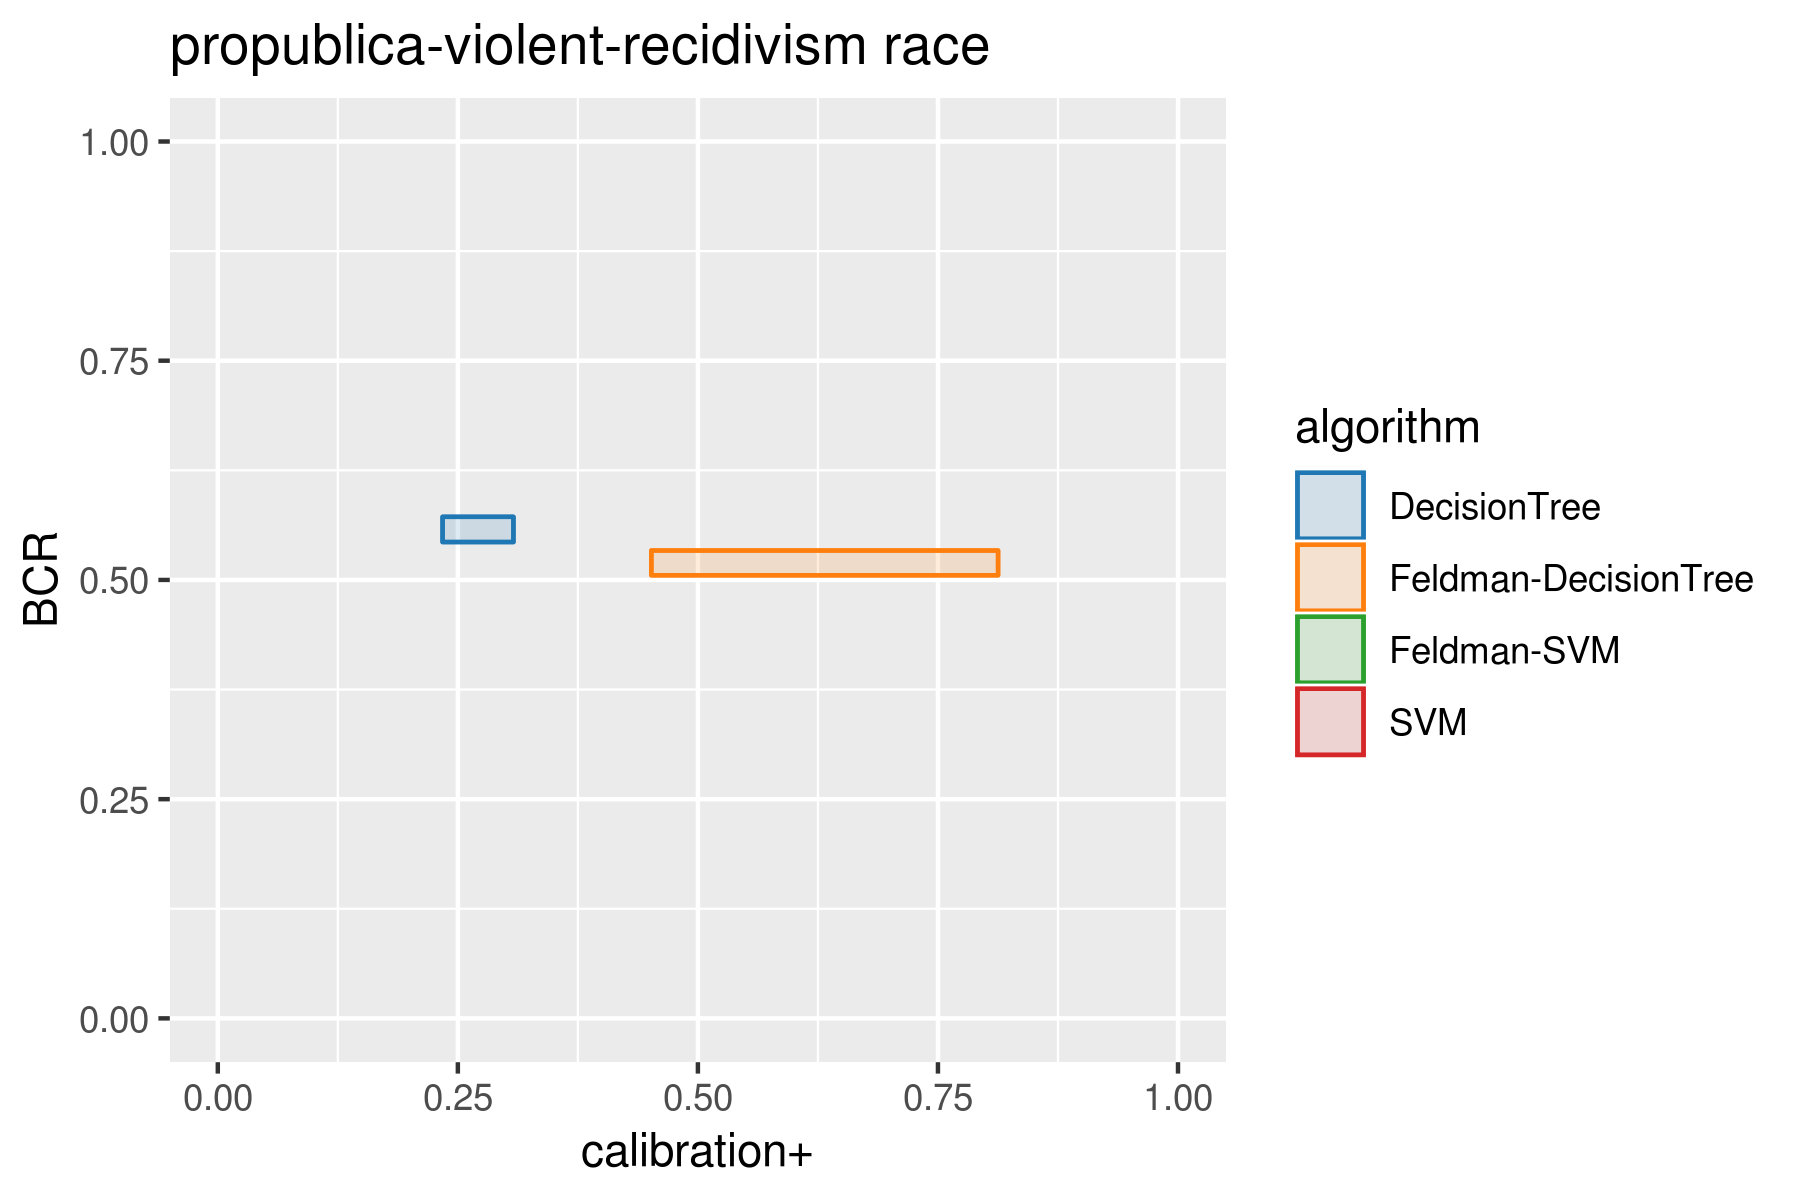 propublica-violent-recidivism race
1.00
0.75
0.50
0.25
0.00
BCR
0.00 0.25 0.50 0.75 1.00
calibration+
algorithm
DecisionTree
Feldman-DecisionTree
Feldman-SVM
SVM